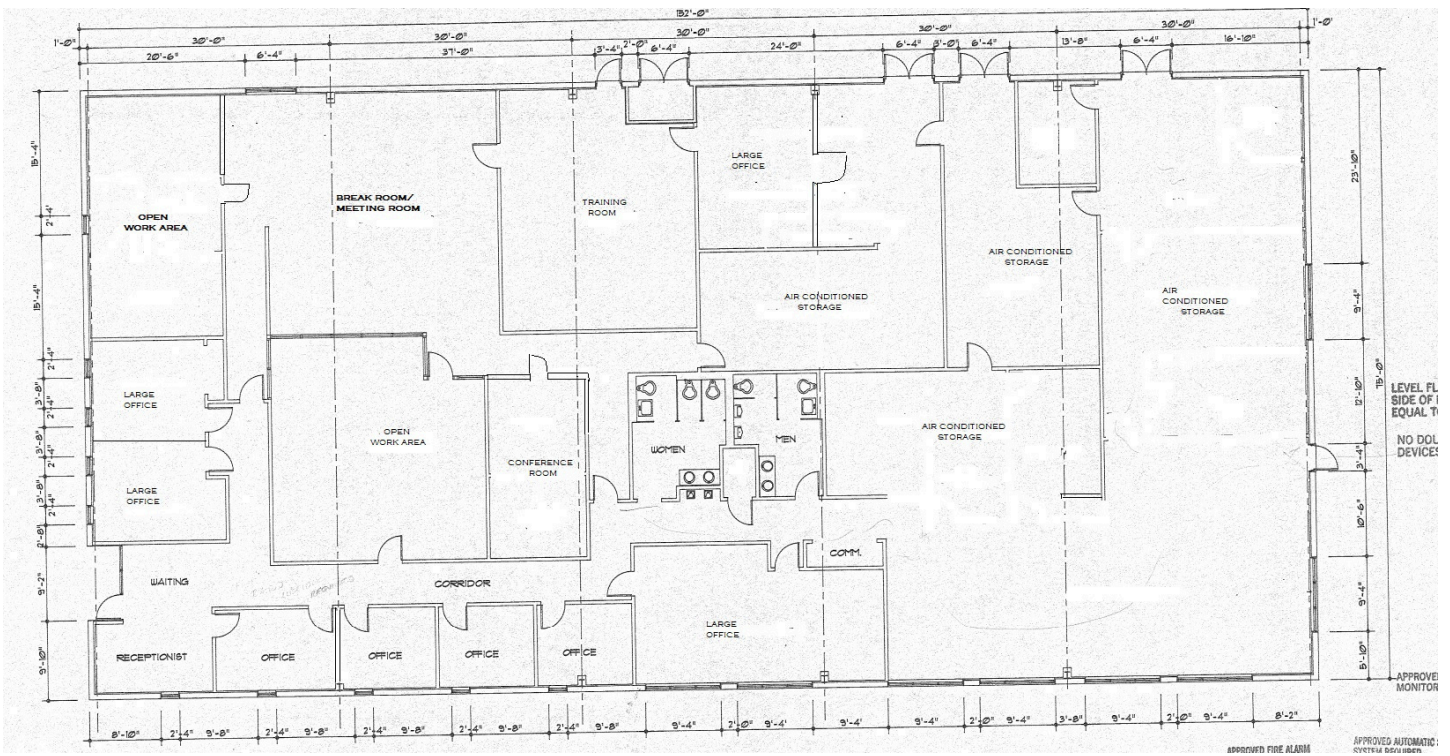 152'-0"
1'-0" 30'-0" 30'-0" 30'-0" 30'-0" 30'-0" 1'-0"
20'-6" 6'-4" 37'-0" 3'-4" 2'-0" 6'-4" 24'-0" 6'-4" 3'-0" 6'-4" 13'-8" 6'-4" 16'-10"
15'-4"
2'-4"
15'-4"
2'-4"
3'-8"
2'-4"
3'-8"
2'-4"
3'-8"
2'-4"
2'-8"
9'-2"
9'-10"
OPEN
WORK AREA
BREAK ROOM/
MEETING ROOM
TRAINING
ROOM
LARGE
OFFICE
AIR CONDITIONED
STORAGE
AIR CONDITIONED
STORAGE
AIR
CONDITIONED
STORAGE
LARGE
OFFICE
LARGE
OFFICE
OPEN
WORK AREA
CONFERENCE
ROOM
WOMEN
MEN
AIR CONDITIONED
STORAGE
WAITING
CORRIDOR
COMM.
RECEPTIONIST
OFFICE
OFFICE
OFFICE
OFFICE
LARGE
OFFICE
23'-10"
9'-4"
12'-10"
3'-4"
10'-6"
9'-4"
5'-10"
75'-0"
LEVEL FL
SIDE OF
EQUAL TO
NO DOU
DEVICES
APPROVED
MONITOR
8'-10" 2'-4" 9'-8" 2'-4" 9'-8" 2'-4" 9'-8" 2'-4" 9'-8" 2'-4" 9'-8" 9'-4" 2'-0" 9'-4" 9'-4" 9'-4" 2'-0" 9'-4" 3'-8" 9'-4" 2'-0" 9'-4" 8'-2"
APPROVED FIRE ALARM
APPROVED AUTOMATIC
SYSTEM REQUIRED